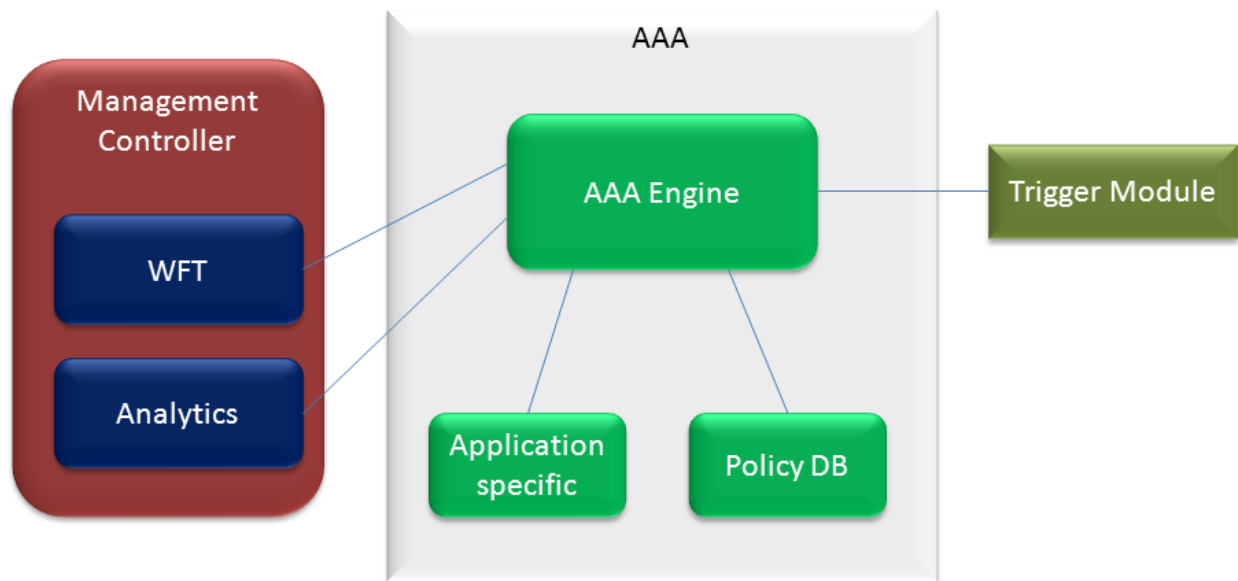 Management
Controller
WFT
Analytics
AAA
AAA Engine
Application
specific
Policy DB
Trigger Module